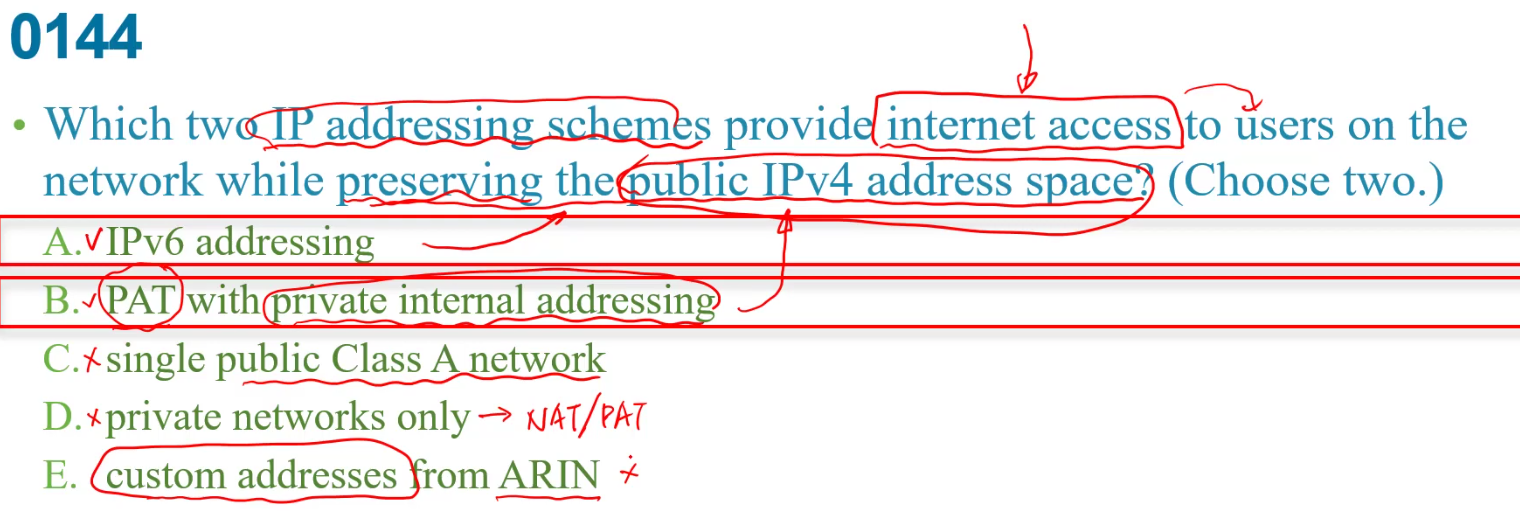 0144
• Which two IP addressing schemes provide internet access to users on the
network while preserving the public IPv4 address space? (Choose two.)
A. IPv6 addressing
B. PAT with private internal addressing
C. single public Class A network
D. private networks only → NAT/PAT
E. custom addresses from ARIN